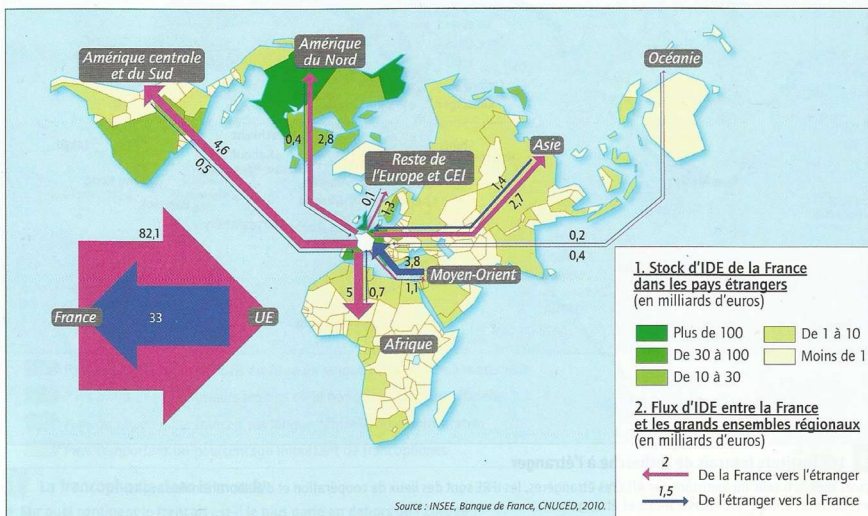 Amérique centrale
et du Sud
Amérique
du Nord
Océanie
4,6
0,5
0,4
2,8
Reste de
l'Europe et CEI
0,1
1,3
Asie
1,4
2,7
0,2
0,4
82,1
France
33
UE
3,8
Moyen-Orient
1,1
5
0,7
Afrique
1. Stock d'IDE de la France
dans les pays étrangers
(en milliards d'euros)
Plus de 100
De 30 à 100
De 10 à 30
De 1 à 10
Moins de 1
2. Flux d'IDE entre la France
et les grands ensembles régionaux
(en milliards d'euros)
2
De la France vers l'étranger
1,5
De l'étranger vers la France
Source : INSEE, Banque de France, CNUCED, 2010.